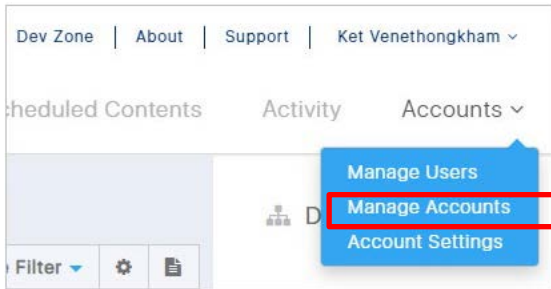 Dev Zone | About | Support | Ket Venethongkham
cheduled Contents Activity Accounts
Manage Users
D Manage Accounts
Account Settings
Filter